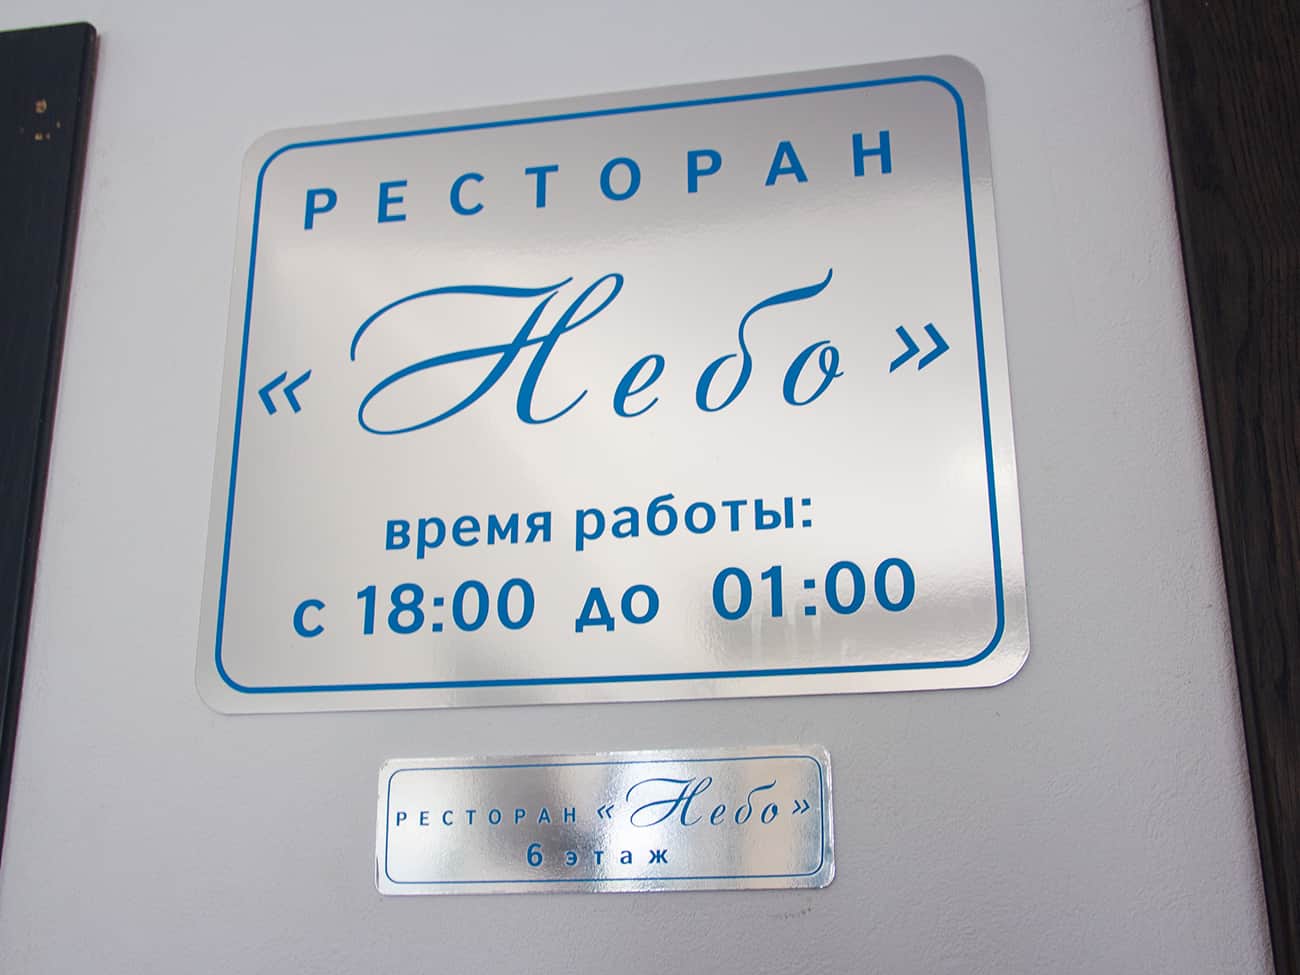 РЕСТОРАН
«Небо»
время работы:
с 18:00 до 01:00
РЕСТОРАН «Небо»
6 этаж